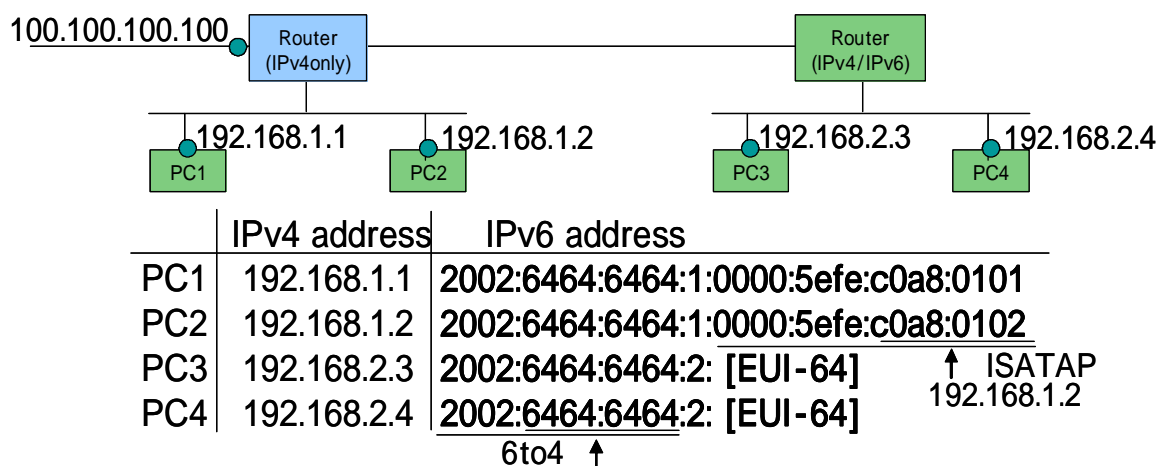 100.100.100.100
Router
(IPv4only)
Router
(IPv4/IPv6)
192.168.1.1
192.168.1.2
192.168.2.3
192.168.2.4
PC1
PC2
PC3
PC4
IPv4 address IPv6 address
PC1 192.168.1.1 2002:6464:6464:1:0000:5efe:c0a8:0101
PC2 192.168.1.2 2002:6464:6464:1:0000:5efe:c0a8:0102
PC3 192.168.2.3 2002:6464:6464:2: [EUI-64]
ISATAP
192.168.1.2
PC4 192.168.2.4 2002:6464:6464:2: [EUI-64]
6to4